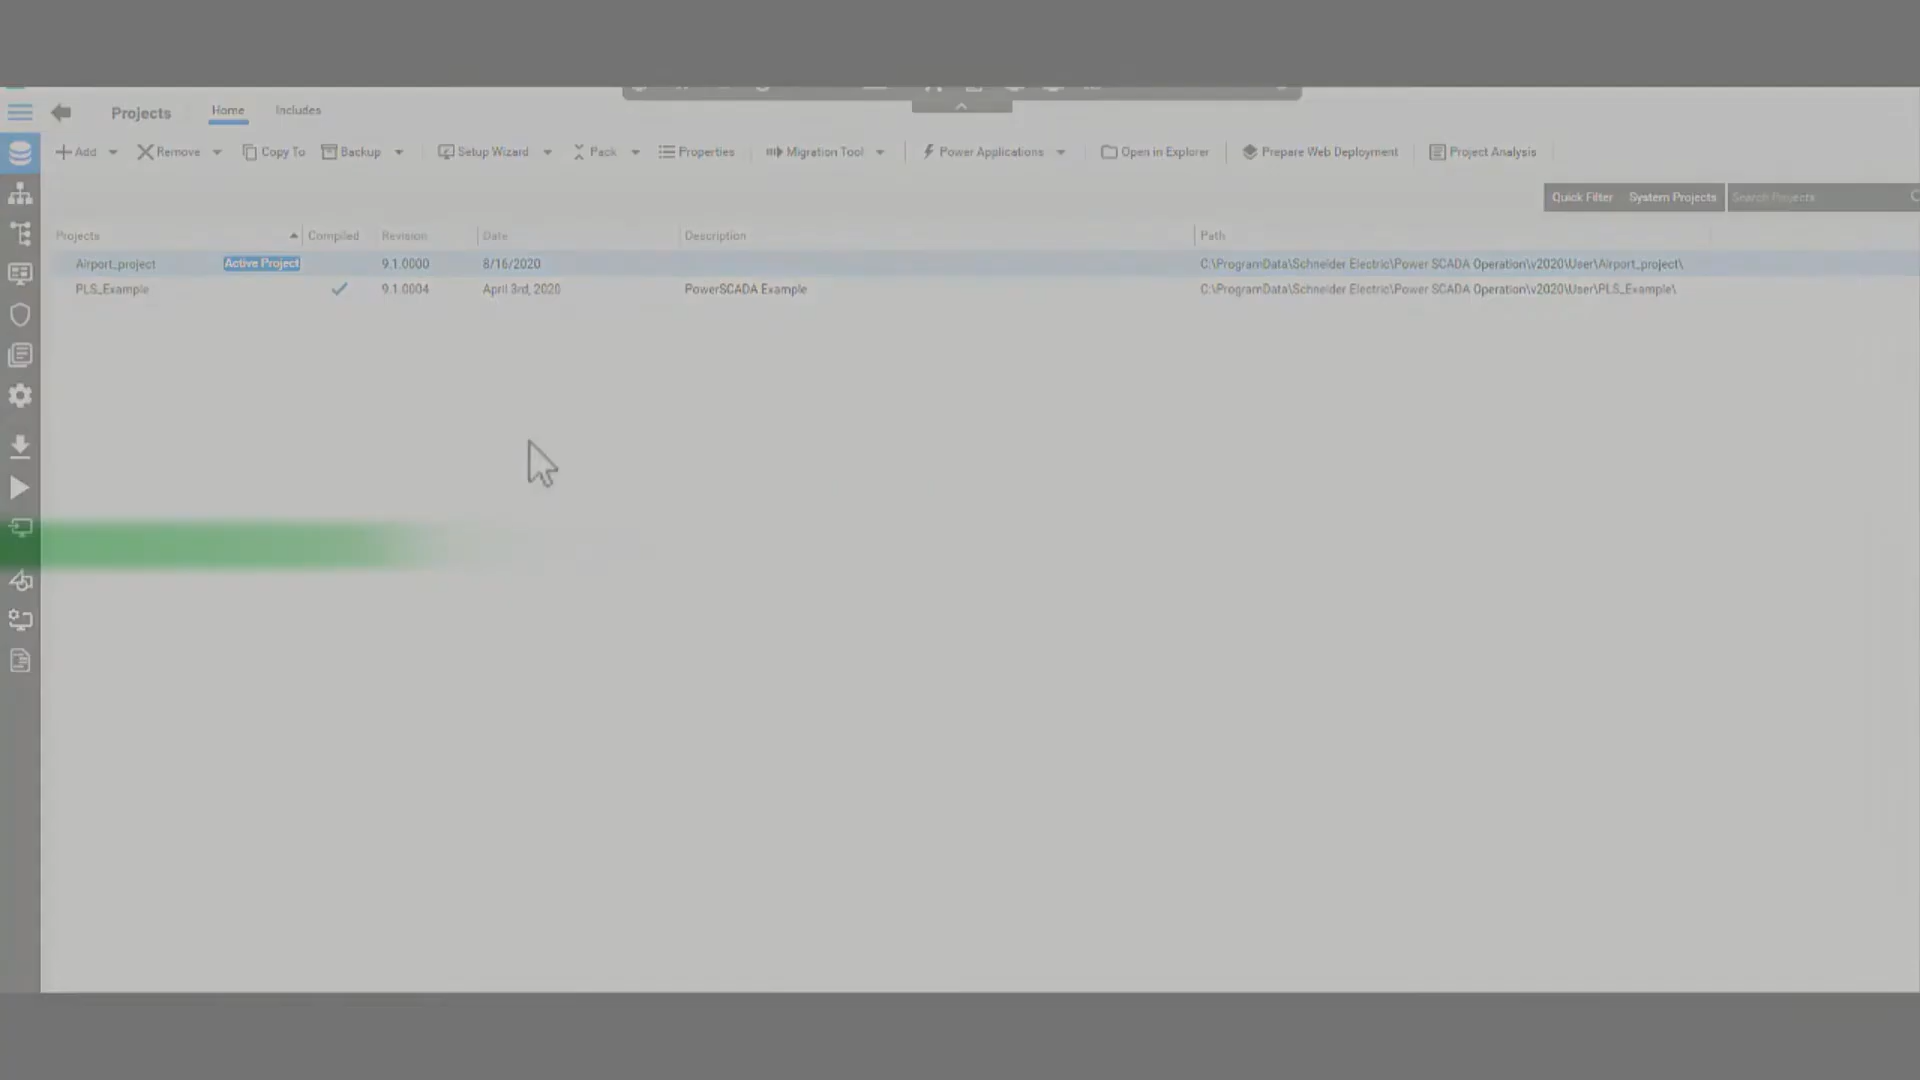 Projects Home Includes
Add Remove Copy To Backup Setup Wizard Pack Properties Migration Tool Power Applications Open in Explorer Prepare Web Deployment Project Analysis
Quick Filter System Projects Search Projects
Projects Compiled Revision Date Description Path
Airport_project Active Project 9.1.0000 8/16/2020 C:\ProgramData\Schneider Electric\Power SCADA Operation\v2020\User\Airport_project\
PLS_Example 9.1.0004 April 3rd, 2020 PowerSCADA Example C:\ProgramData\Schneider Electric\Power SCADA Operation\v2020\User\PLS_Example\